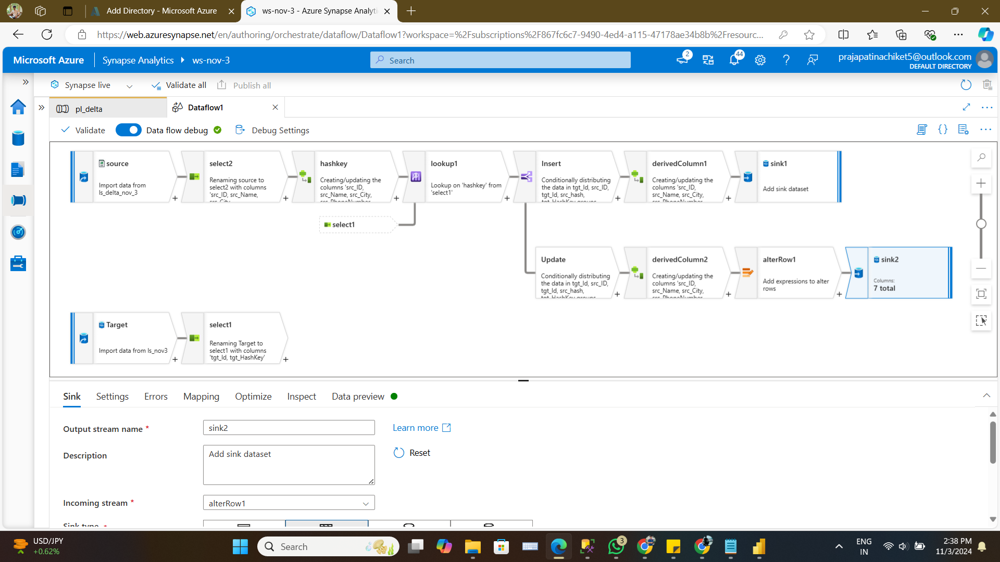 Add Directory - Microsoft Azure
ws-nov-3 - Azure Synapse Analyti
https://web.azuresynapse.net/en/authoring/orchestrate/dataflow/Dataflow1?workspace=%2Fsubscriptions%2F867fc6c7-9490-4ed4-a115-47178ae34b8b%2Fresourc...
Microsoft Azure
Synapse Analytics
ws-nov-3
Search
2
44
prajapatinachiket5@outlook.com
DEFAULT DIRECTORY
Synapse live
Validate all
Publish all
pl_delta
Dataflow1
Validate
Data flow debug
Debug Settings
source
Import data from
ls_delta_nov_3
select2
Renaming source to
select2 with columns
'src_ID, src_Name,
src_City,
hashkey
Creating/updating the
columns 'src_ID,
src_Name, src_City,
src_PhoneNumber,
lookup1
Lookup on 'hashkey' from
'select1'
Insert
Conditionally distributing
the data in tgt_Id, src_ID,
tgt_Id, src_hash,
tgt_HashKey groups
derivedColumn1
Creating/updating the
columns 'src_ID,
src_Name, src_City,
src_PhoneNumber
sink1
Add sink dataset
select1
Update
Conditionally distributing
the data in tgt_Id, src_ID,
tgt_Id, src_hash,
tgt_HashKey groups
derivedColumn2
Creating/updating the
columns 'src_ID,
src_Name, src_City,
src_PhoneNumber
alterRow1
Add expressions to alter
rows
sink2
Columns:
7 total
Target
Import data from ls_nov3
select1
Renaming Target to
select1 with columns
'tgt_Id, tgt_HashKey'
Sink
Settings
Errors
Mapping
Optimize
Inspect
Data preview
Output stream name *
sink2
Learn more
Description
Add sink dataset
Reset
Incoming stream *
alterRow1
Sink type *
USD/JPY
+0.62%
Search
3
ENG
IN
2:38 PM
11/3/2024